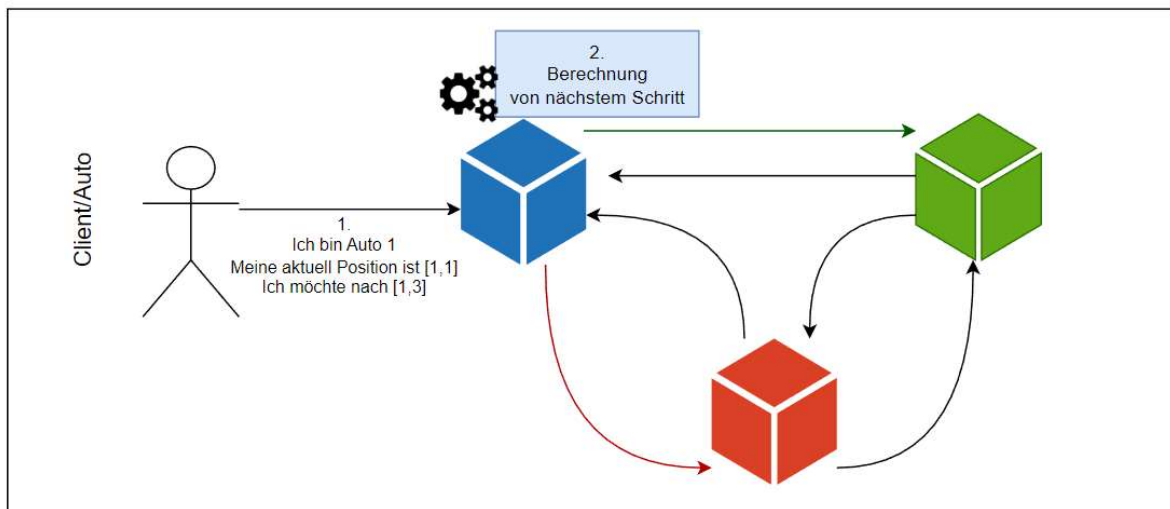 2.
Berechnung
von nächstem Schritt
Client/Auto
1.
Ich bin Auto 1
Meine aktuell Position ist [1,1]
Ich möchte nach [1,3]